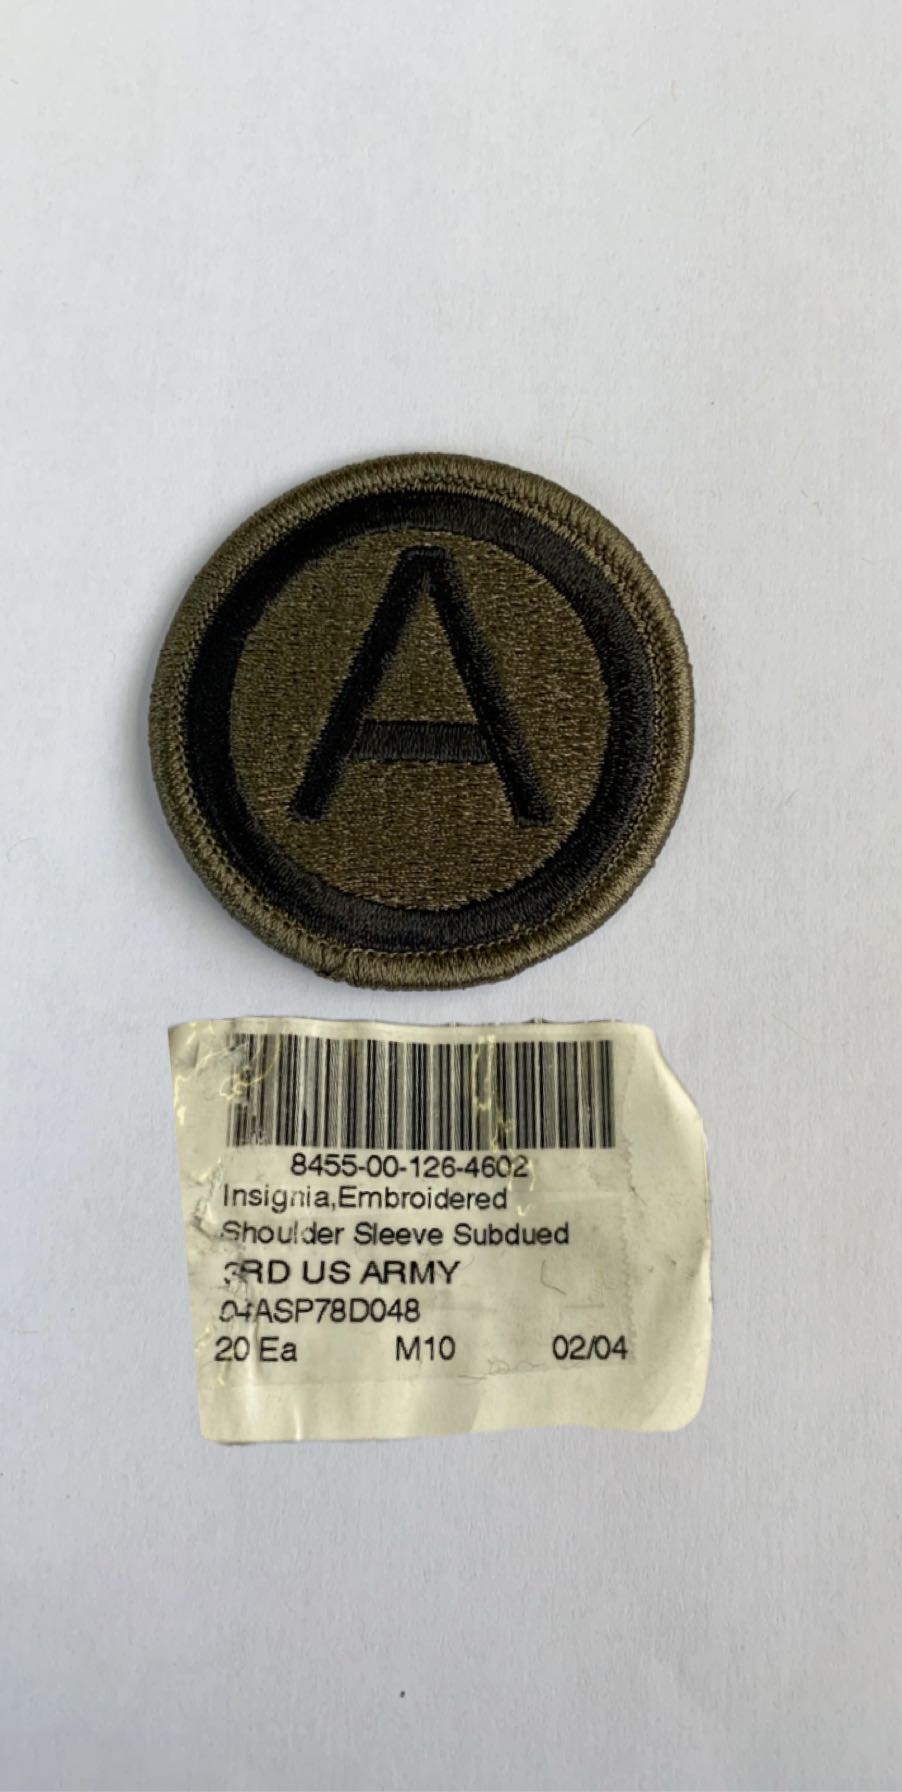 A
8455-00-126-4602
Insignia,Embroidered
Shoulder Sleeve Subdued
3RD US ARMY
04ASP78D048
20 Ea M10 02/04